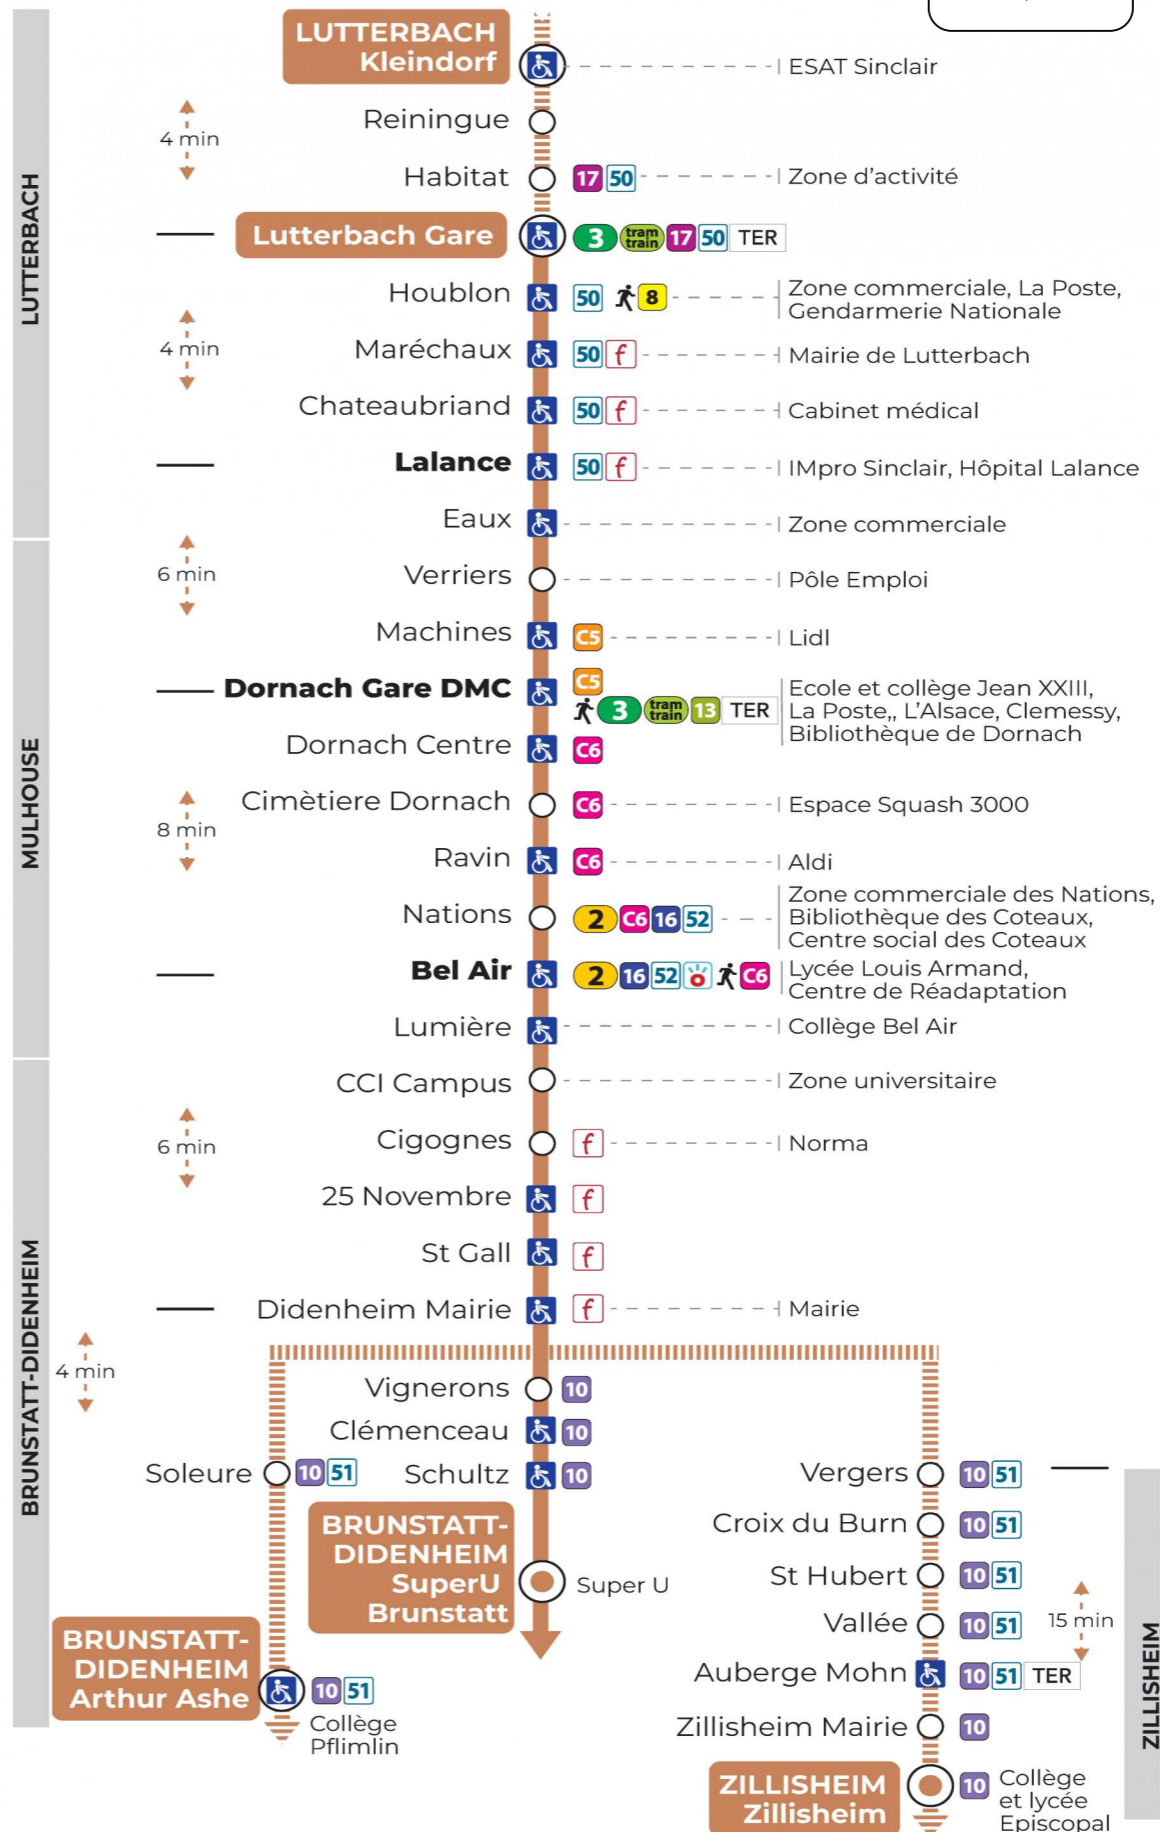 LUTTERBACH
Kleindorf
ESAT Sinclair
Reiningue
4 min
Habitat
17 50
Zone d'activité
LUTTERBACH
Lutterbach Gare
3 tram train 17 50 TER
Houblon
50 8
Zone commerciale, La Poste,
Gendarmerie Nationale
4 min
Maréchaux
50 f
Mairie de Lutterbach
Chateaubriand
50 f
Cabinet médical
Lalance
50 f
IMpro Sinclair, Hôpital Lalance
Eaux
Zone commerciale
6 min
Verriers
Pôle Emploi
Machines
C5
Lidl
Dornach Gare DMC
C5
3 tram train 13 TER
Ecole et collège Jean XXIII,
La Poste,, L'Alsace, Clemessy,
Bibliothèque de Dornach
Dornach Centre
C6
MULHOUSE
Cimètiere Dornach
C6
Espace Squash 3000
8 min
Ravin
C6
Aldi
Nations
2 C6 16 52
Zone commerciale des Nations,
Bibliothèque des Coteaux,
Centre social des Coteaux
Bel Air
2 16 52 C6
Lycée Louis Armand,
Centre de Réadaptation
Lumière
Collège Bel Air
CCI Campus
Zone universitaire
6 min
Cigognes
f
Norma
25 Novembre
f
St Gall
f
Didenheim Mairie
f
Mairie
BRUNSTATT-DIDENHEIM
4 min
Vignerons
10
Clémenceau
10
Schultz
10
BRUNSTATT-
DIDENHEIM
SuperU
Brunstatt
Super U
Soleure
10 51
BRUNSTATT-
DIDENHEIM
Arthur Ashe
10 51
Collège
Pflimlin
Vergers
10 51
Croix du Burn
10 51
St Hubert
10 51
Vallée
10 51
15 min
Auberge Mohn
10 51 TER
Zillisheim Mairie
10
ZILLISHEIM
ZILLISHEIM
Zillisheim
10
Collège
et lycée
Episcopal